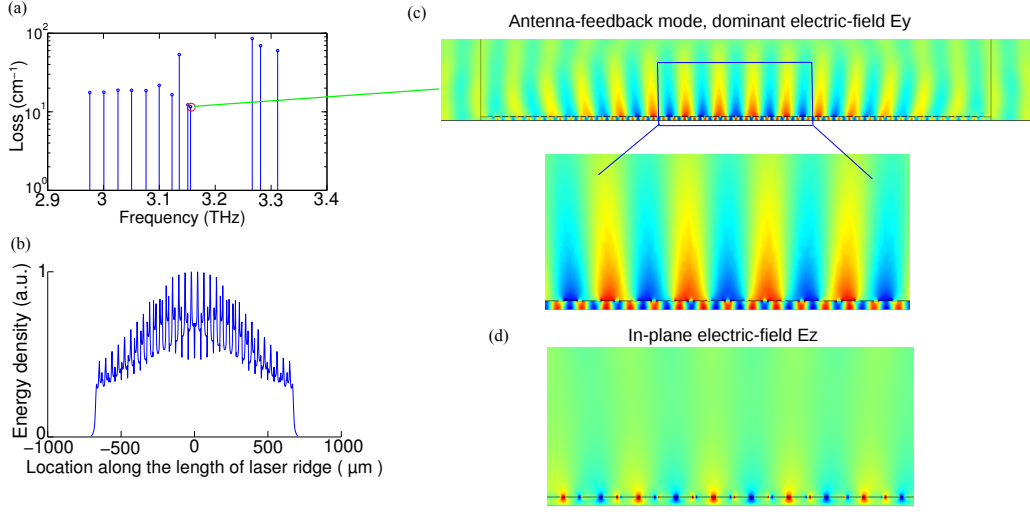 (a)
Loss (cm⁻¹)
10²
10¹
10⁰
2.9
3
3.1
3.2
3.3
3.4
Frequency (THz)
(b)
Energy density (a.u.)
1
0
−1000
−500
0
500
1000
Location along the length of laser ridge ( μm )
(c)
Antenna-feedback mode, dominant electric-field Ey
(d)
In-plane electric-field Ez